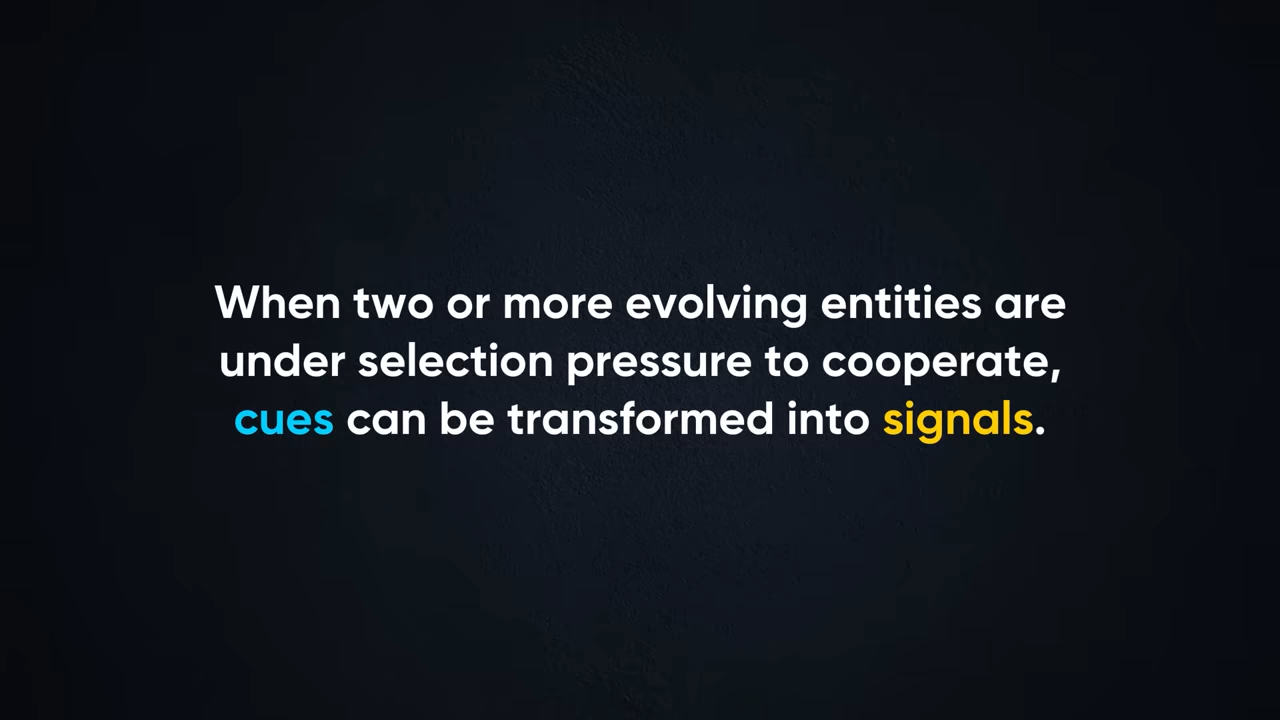 When two or more evolving entities are
under selection pressure to cooperate,
cues can be transformed into signals.